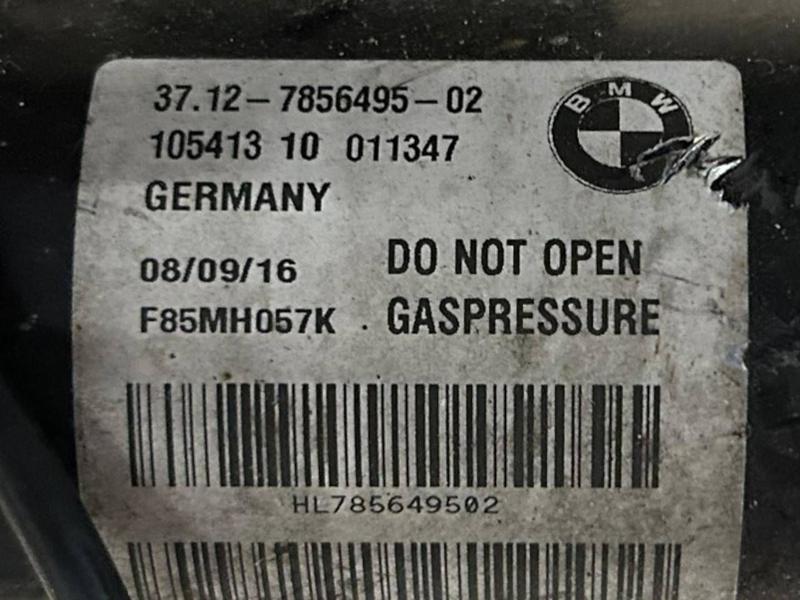 37.12-7856495-02
BMW
105413 10 011347
GERMANY
08/09/16
DO NOT OPEN
F85MH057K
GASPRESSURE
HL785649502